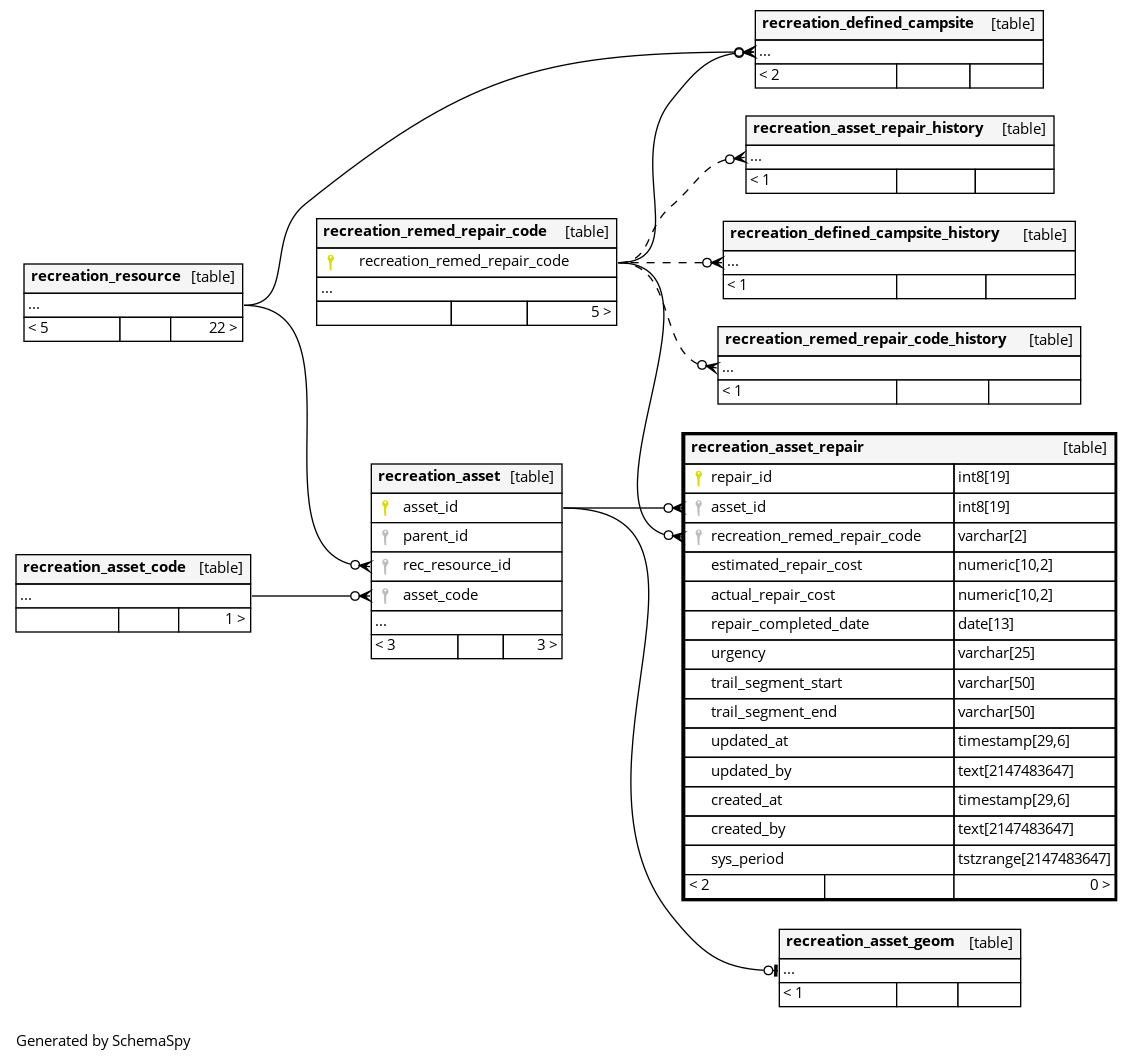 recreation_defined_campsite [table]
...
< 2
recreation_asset_repair_history [table]
...
< 1
recreation_remed_repair_code [table]
recreation_remed_repair_code
...
5 >
recreation_defined_campsite_history [table]
...
< 1
recreation_resource [table]
...
< 5 22 >
recreation_remed_repair_code_history [table]
...
< 1
recreation_asset_repair [table]
repair_id int8[19]
asset_id int8[19]
recreation_remed_repair_code varchar[2]
estimated_repair_cost numeric[10,2]
actual_repair_cost numeric[10,2]
repair_completed_date date[13]
urgency varchar[25]
trail_segment_start varchar[50]
trail_segment_end varchar[50]
updated_at timestamp[29,6]
updated_by text[2147483647]
created_at timestamp[29,6]
created_by text[2147483647]
sys_period tstzrange[2147483647]
< 2 0 >
recreation_asset [table]
asset_id
parent_id
rec_resource_id
asset_code
...
< 3 3 >
recreation_asset_code [table]
...
1 >
recreation_asset_geom [table]
...
< 1
Generated by SchemaSpy